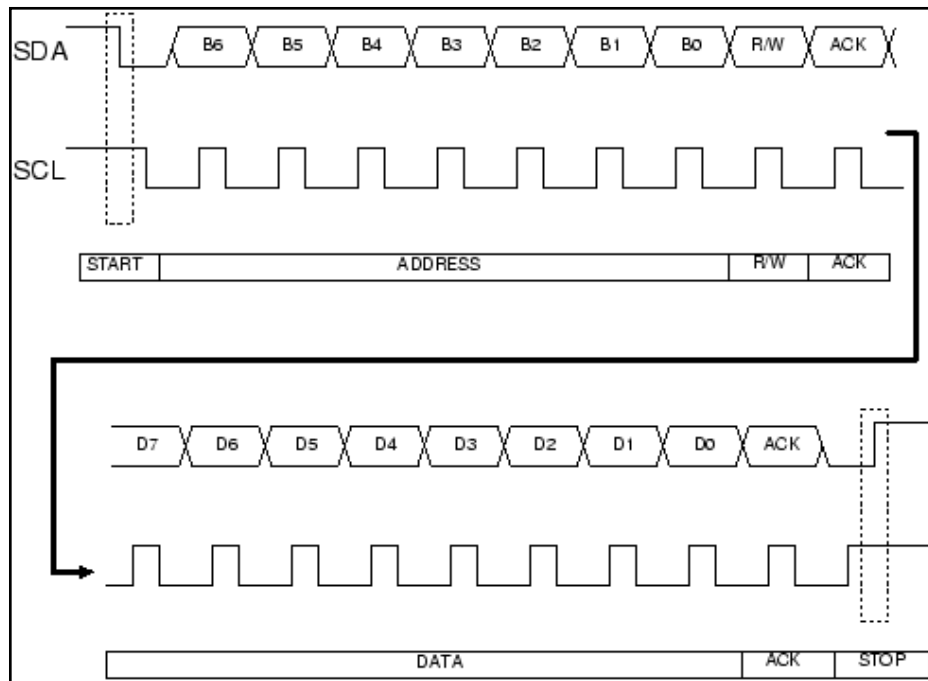 SDA B6 B5 B4 B3 B2 B1 B0 R/W ACK
SCL
START ADDRESS R/W ACK
D7 D6 D5 D4 D3 D2 D1 D0 ACK
DATA ACK STOP